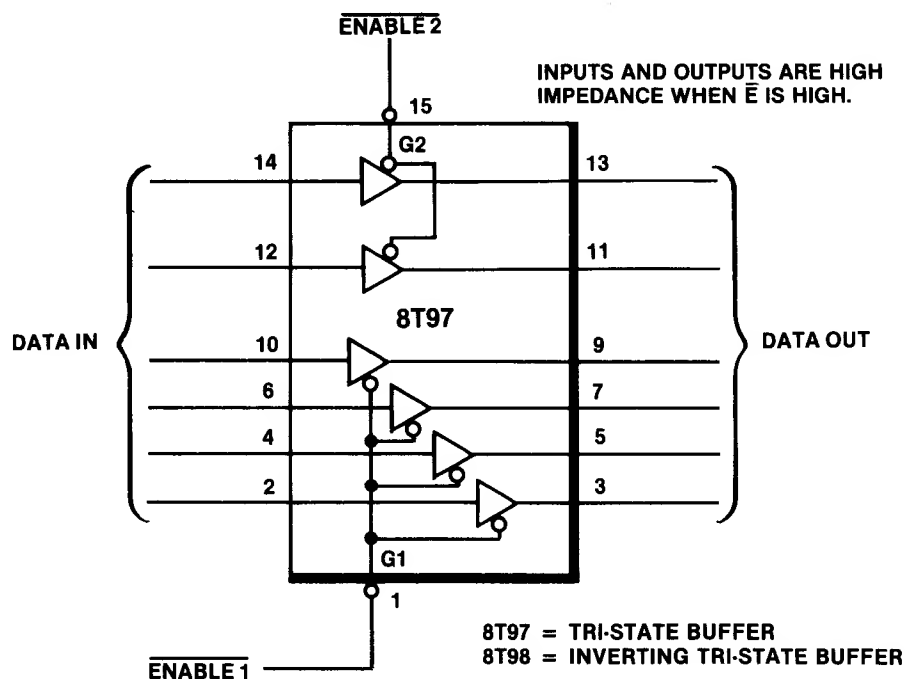 ENABLE 2
INPUTS AND OUTPUTS ARE HIGH
IMPEDANCE WHEN E̅ IS HIGH.
15
G2
14
13
12
11
8T97
DATA IN
DATA OUT
10
9
6
7
4
5
2
3
G1
1
8T97 = TRI-STATE BUFFER
8T98 = INVERTING TRI-STATE BUFFER
ENABLE 1